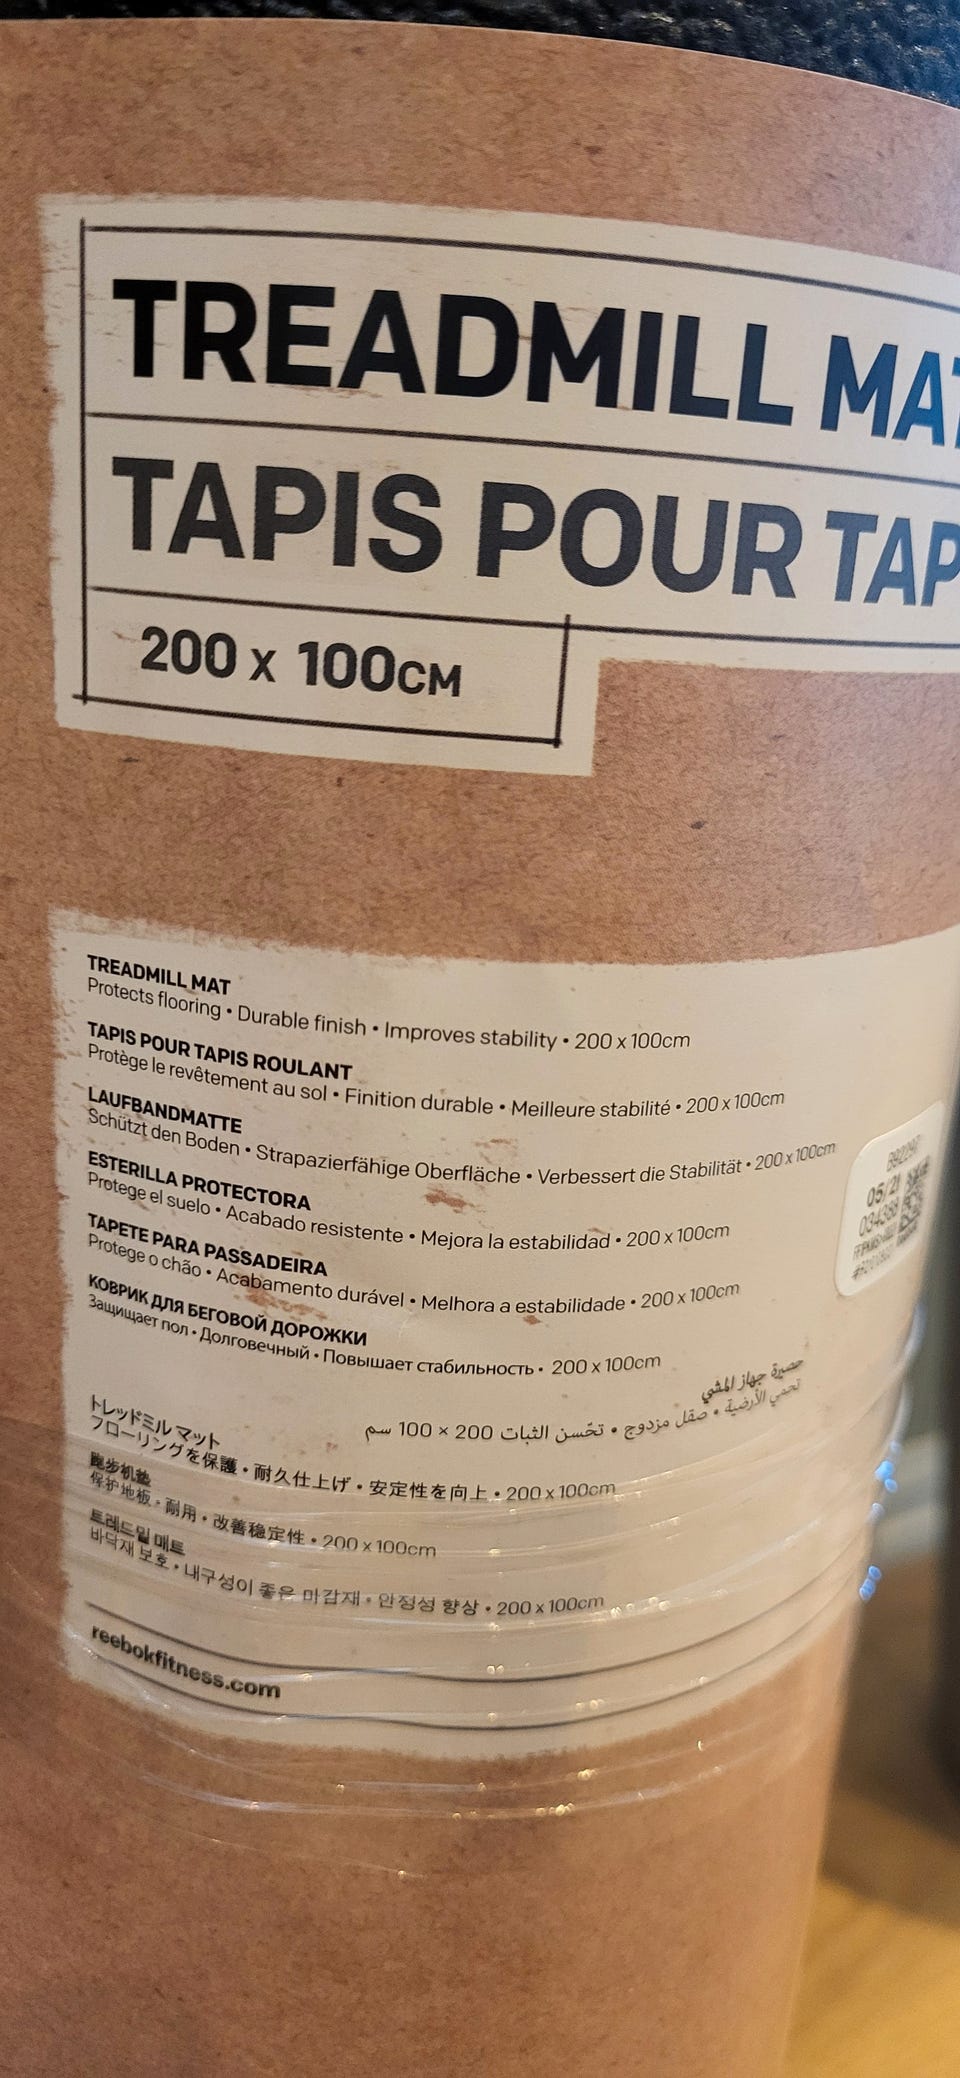 TREADMILL MAT
TAPIS POUR TAP
200 x 100CM
TREADMILL MAT
Protects flooring • Durable finish • Improves stability • 200 x 100cm
TAPIS POUR TAPIS ROULANT
Protège le revêtement au sol • Finition durable • Meilleure stabilité • 200 x 100cm
LAUFBANDMATTE
Schützt den Boden • Strapazierfähige Oberfläche • Verbessert die Stabilität • 200 x 100cm
ESTERILLA PROTECTORA
Protege el suelo • Acabado resistente • Mejora la estabilidad • 200 x 100cm
TAPETE PARA PASSADEIRA
Protege o chão • Acabamento durável • Melhora a estabilidade • 200 x 100cm
КОВРИК ДЛЯ БЕГОВОЙ ДОРОЖКИ
Защищает пол • Долговечный • Повышает стабильность • 200 x 100cm
حصيرة جهاز المشي
تحمي الأرضية • صقل مزدوج • تحّسن الثبات 200 × 100 سم
トレッドミル マット
フローリングを保護 • 耐久仕上げ • 安定性を向上 • 200 x 100cm
跑步机垫
保护地板 • 耐用 • 改善稳定性 • 200 x 100cm
트레드밀 매트
바닥재 보호 • 내구성이 좋은 마감재 • 안정성 향상 • 200 x 100cm
reebokfitness.com
05/21